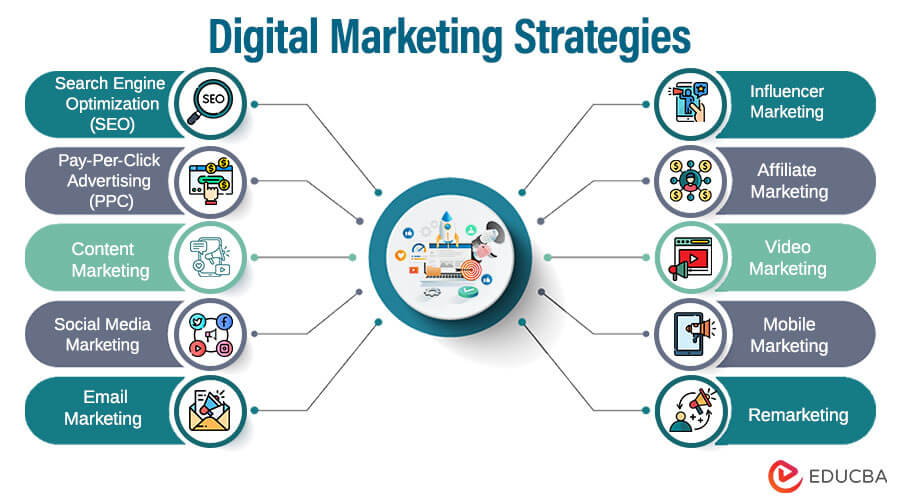 Digital Marketing Strategies
Search Engine
Optimization
(SEO)
SEO
Pay-Per-Click
Advertising
(PPC)
Content
Marketing
Social Media
Marketing
Email
Marketing
Influencer
Marketing
Affiliate
Marketing
Video
Marketing
Mobile
Marketing
Remarketing
EDUCBA